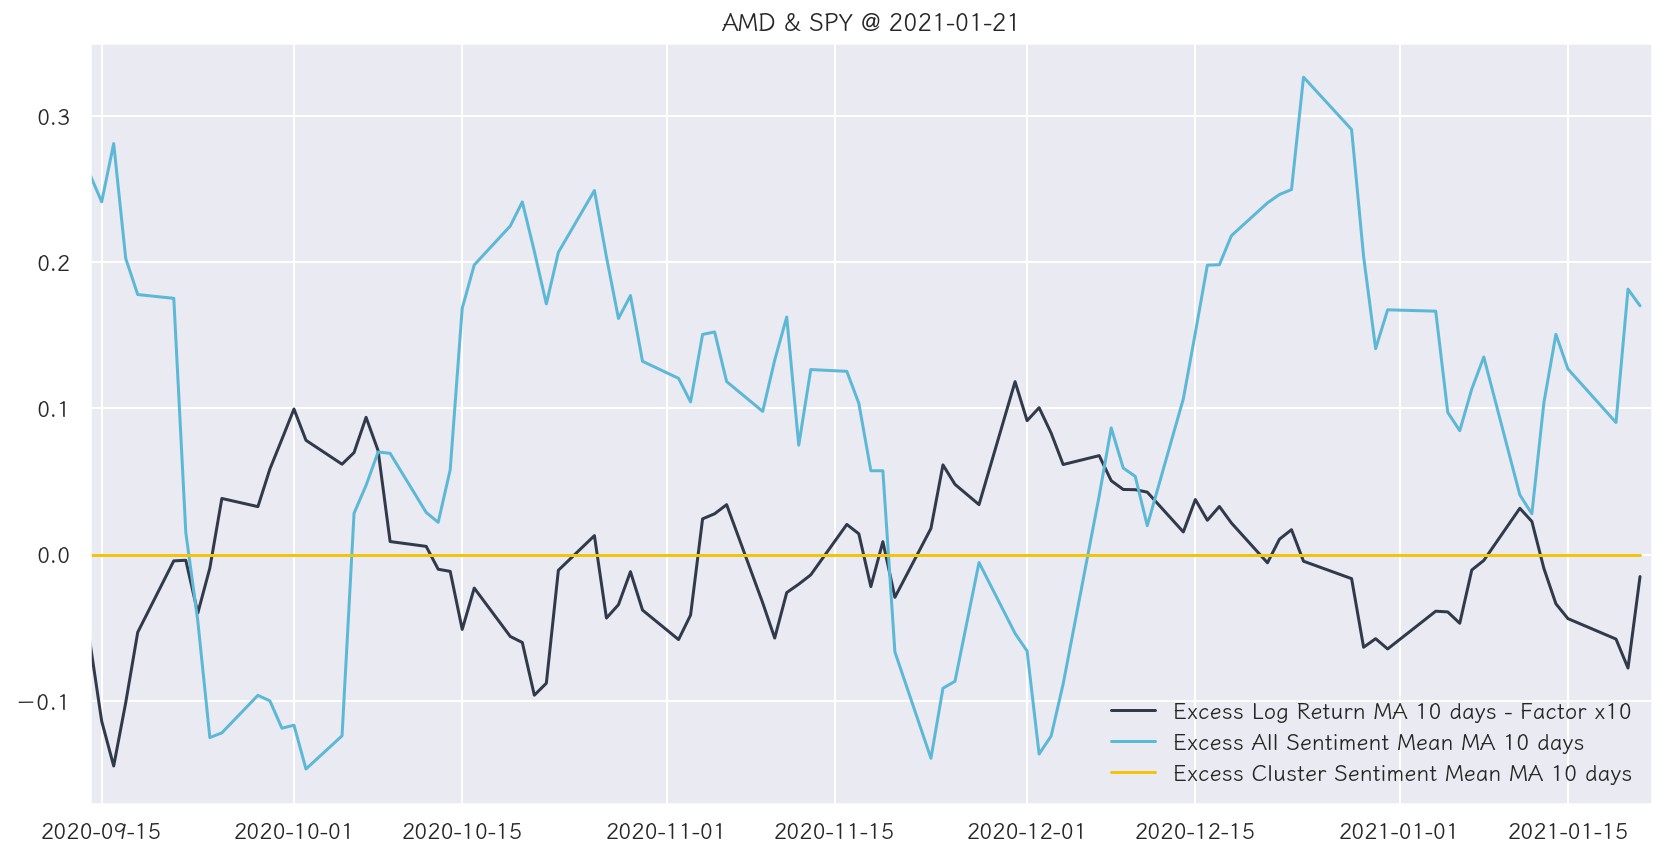 AMD & SPY @ 2021-01-21
0.3
0.2
0.1
0.0
−0.1
Excess Log Return MA 10 days - Factor x10
Excess All Sentiment Mean MA 10 days
Excess Cluster Sentiment Mean MA 10 days
2020-09-15 2020-10-01 2020-10-15 2020-11-01 2020-11-15 2020-12-01 2020-12-15 2021-01-01 2021-01-15